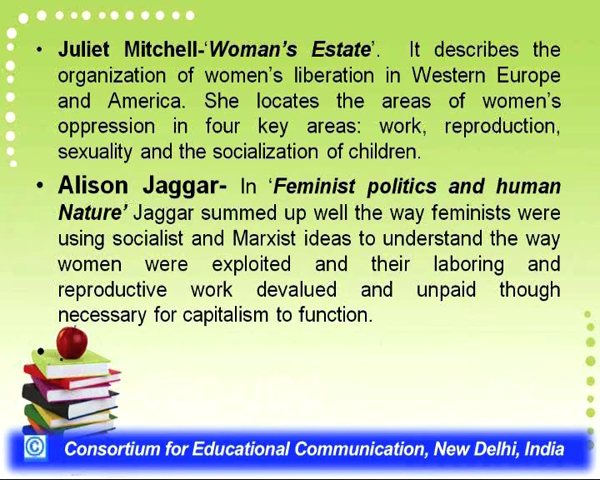 • Juliet Mitchell-‘Woman’s Estate’. It describes the
organization of women’s liberation in Western Europe
and America. She locates the areas of women’s
oppression in four key areas: work, reproduction,
sexuality and the socialization of children.
• Alison Jaggar- In ‘Feminist politics and human
Nature’ Jaggar summed up well the way feminists were
using socialist and Marxist ideas to understand the way
women were exploited and their laboring and
reproductive work devalued and unpaid though
necessary for capitalism to function.
© Consortium for Educational Communication, New Delhi, India